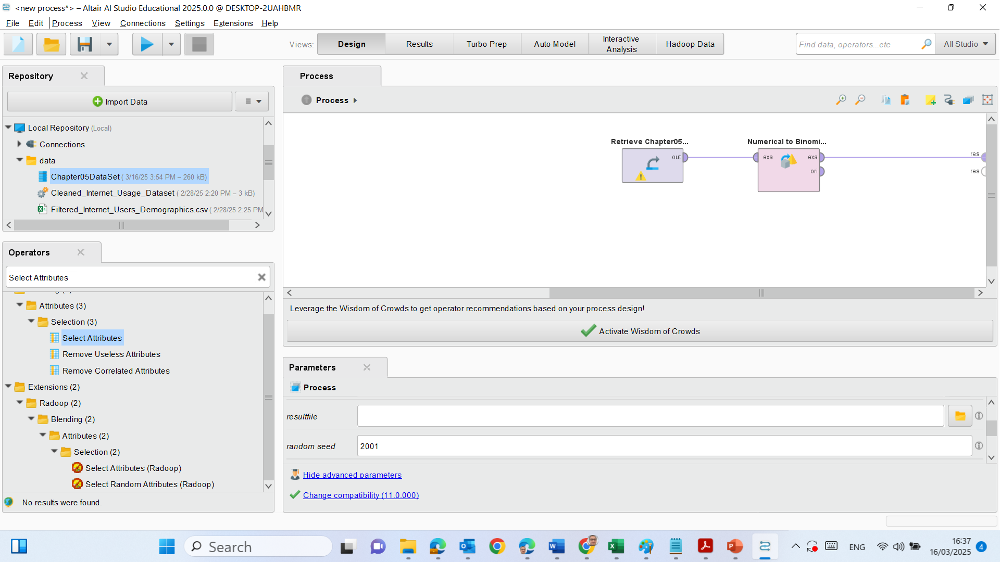 <new process*> – Altair AI Studio Educational 2025.0.0 @ DESKTOP-2UAHBMR
File Edit Process View Connections Settings Extensions Help
Views: Design Results Turbo Prep Auto Model Interactive Analysis Hadoop Data
Find data, operators...etc All Studio
Repository
Import Data
Local Repository (Local)
Connections
data
Chapter05DataSet ( 3/16/25 3:54 PM – 260 kB)
Cleaned_Internet_Usage_Dataset ( 2/28/25 2:20 PM – 3 kB)
Filtered_Internet_Users_Demographics.csv ( 2/28/25 2:25 PM
Operators
Select Attributes
Attributes (3)
Selection (3)
Select Attributes
Remove Useless Attributes
Remove Correlated Attributes
Extensions (2)
Radoop (2)
Blending (2)
Attributes (2)
Selection (2)
Select Attributes (Radoop)
Select Random Attributes (Radoop)
No results were found.
Process
Process
Retrieve Chapter05... Numerical to Binomi...
out exa exa res
ori res
Leverage the Wisdom of Crowds to get operator recommendations based on your process design!
Activate Wisdom of Crowds
Parameters
Process
resultfile
random seed 2001
Hide advanced parameters
Change compatibility (11.0.000)
Search
ENG
16:37
16/03/2025
4